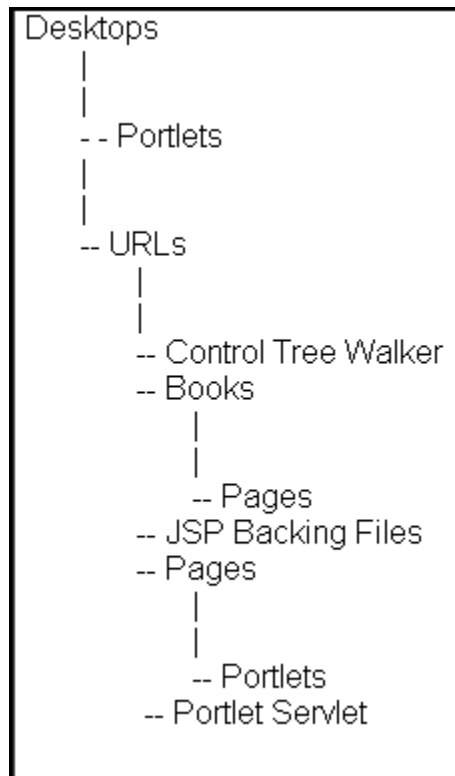 Desktops
|
|
- - Portlets
|
|
-- URLs
|
|
-- Control Tree Walker
-- Books
|
|
-- Pages
-- JSP Backing Files
-- Pages
|
|
-- Portlets
-- Portlet Servlet